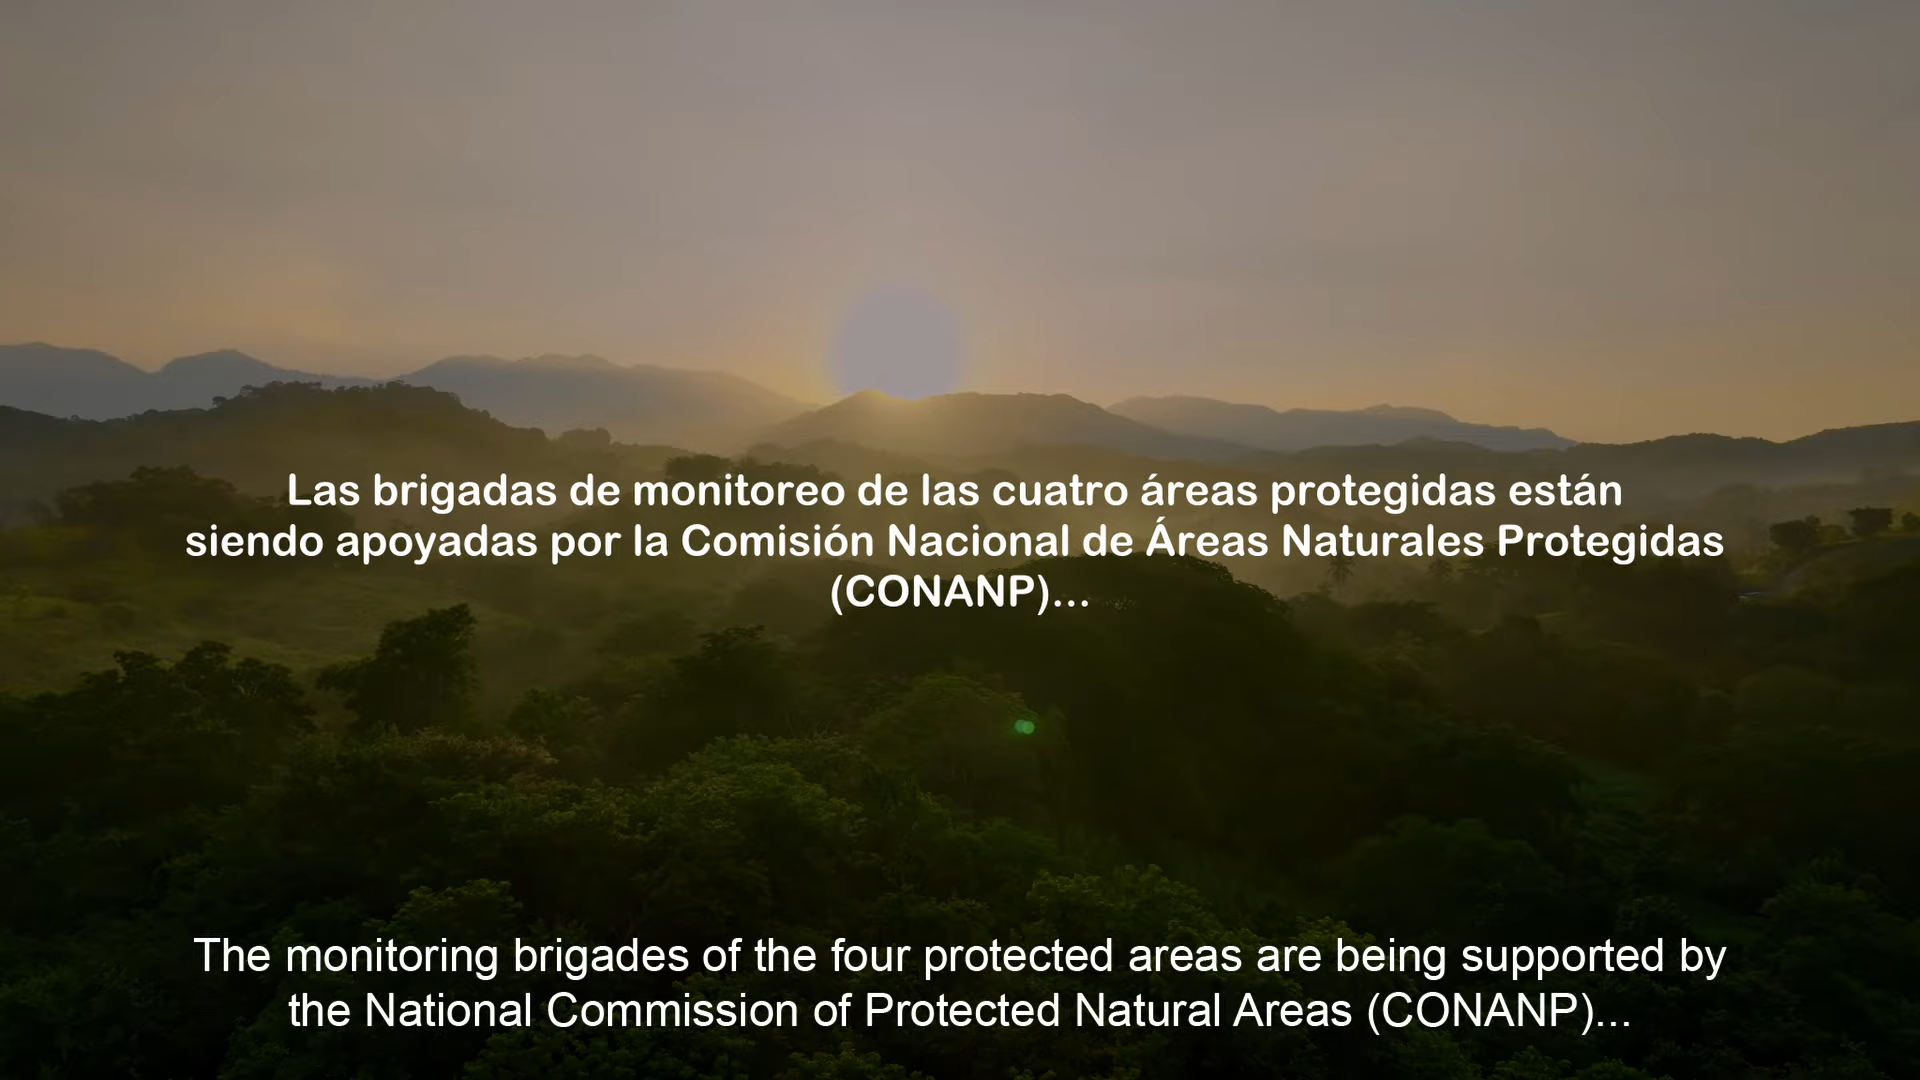 Las brigadas de monitoreo de las cuatro áreas protegidas están
siendo apoyadas por la Comisión Nacional de Áreas Naturales Protegidas
(CONANP)...
The monitoring brigades of the four protected areas are being supported by
the National Commission of Protected Natural Areas (CONANP)...